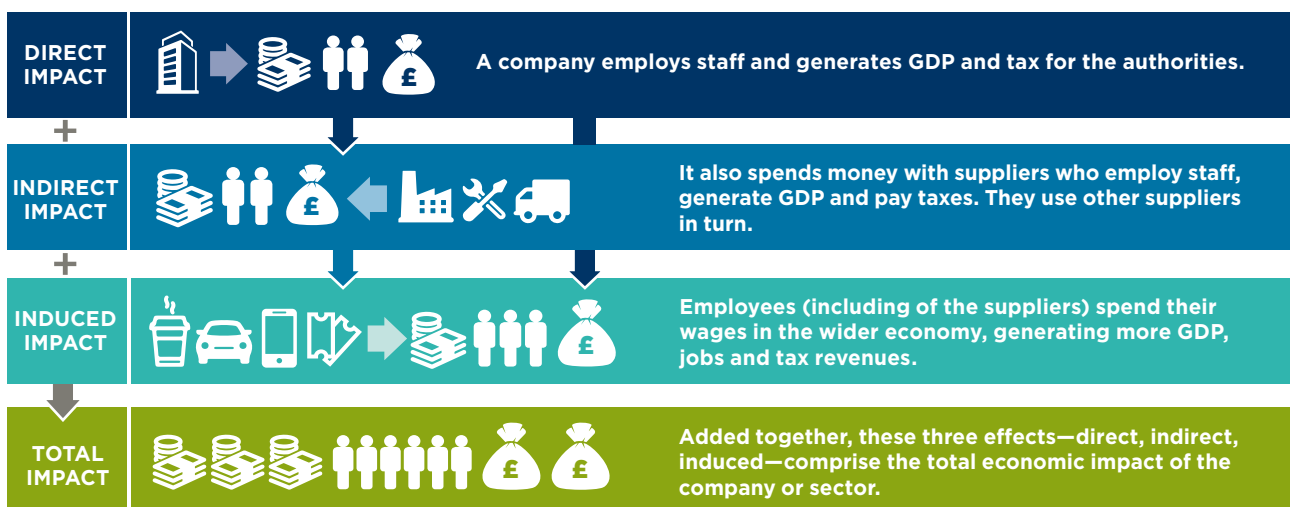 DIRECT
IMPACT
£
A company employs staff and generates GDP and tax for the authorities.
+
INDIRECT
IMPACT
£
It also spends money with suppliers who employ staff,
generate GDP and pay taxes. They use other suppliers
in turn.
+
INDUCED
IMPACT
£
Employees (including of the suppliers) spend their
wages in the wider economy, generating more GDP,
jobs and tax revenues.
TOTAL
IMPACT
£ £
Added together, these three effects—direct, indirect,
induced—comprise the total economic impact of the
company or sector.